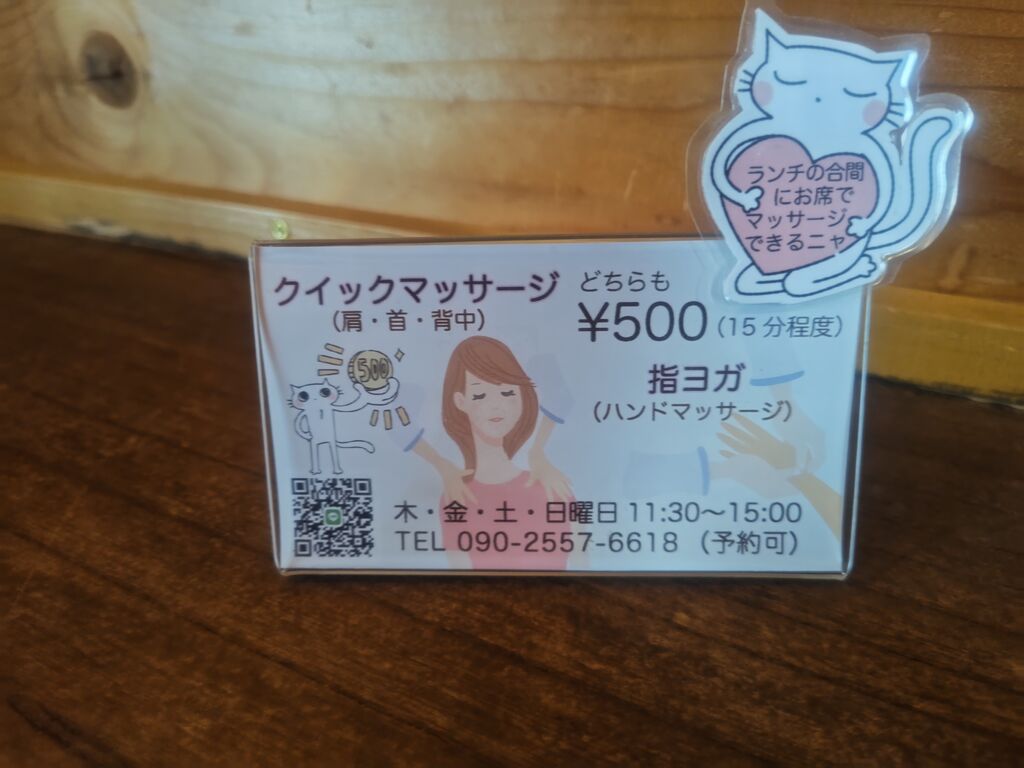 ランチの合間
にお席で
マッサージ
できるニャ
クイックマッサージ
(肩・首・背中)
どちらも
¥500(15分程度)
500
指ヨガ
(ハンドマッサージ)
木・金・土・日曜日 11:30〜15:00
TEL 090-2557-6618 (予約可)